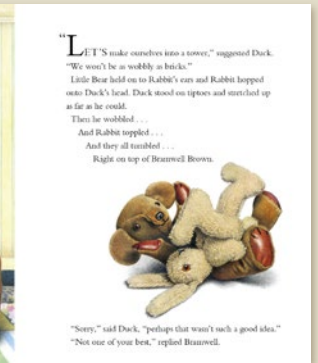 "LET'S make ourselves into a tower," suggested Duck.
"We won't be as wobbly as bricks."
Little Bear held on to Rabbit's ears and Rabbit hopped
onto Duck's head. Duck stood on tiptoes and stretched up
as far as he could.
Then he wobbled . . .
And Rabbit toppled . . .
And they all tumbled . . .
Right on top of Bramwell Brown.
"Sorry," said Duck, "perhaps that wasn't such a good idea."
"Not one of your best," replied Bramwell.